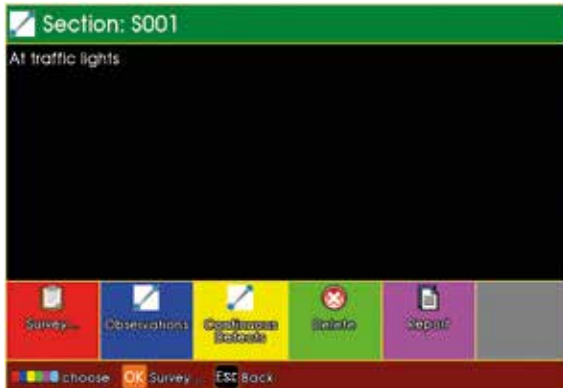 Section: S001
At traffic lights
Survey...
Observations
Continuous
Defects
Delete
Report
choose OK Survey... Esc Back